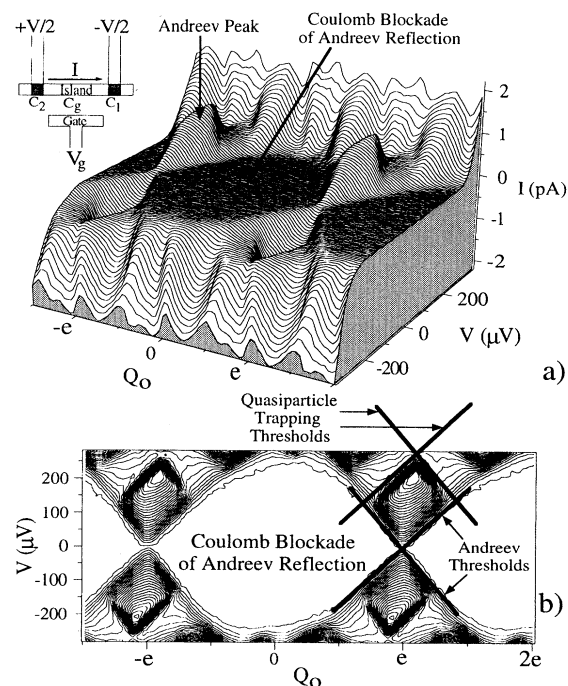 a)
+V/2
-V/2
I
Island
C2
Cg
C1
Gate
Vg
Andreev Peak
Coulomb Blockade
of Andreev Reflection
2
1
0
-1
-2
I (pA)
200
0
-200
V (μV)
-e
0
e
Qo
a)
Quasiparticle
Trapping
Thresholds
200
100
0
-100
-200
V (μV)
Coulomb Blockade
of Andreev Reflection
Andreev
Thresholds
b)
-e
0
e
2e
Qo